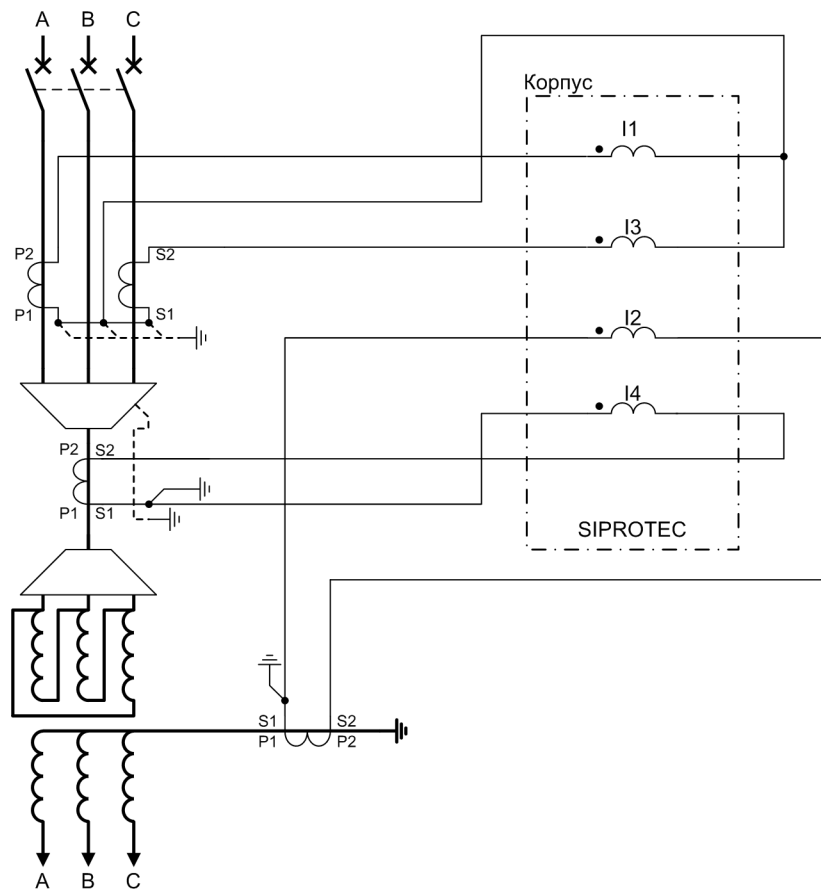 A B C
Корпус
I1
I3
P2 S2
P1 S1
I2
I4
P2 S2
P1 S1
SIPROTEC
S1 S2
P1 P2
A B C